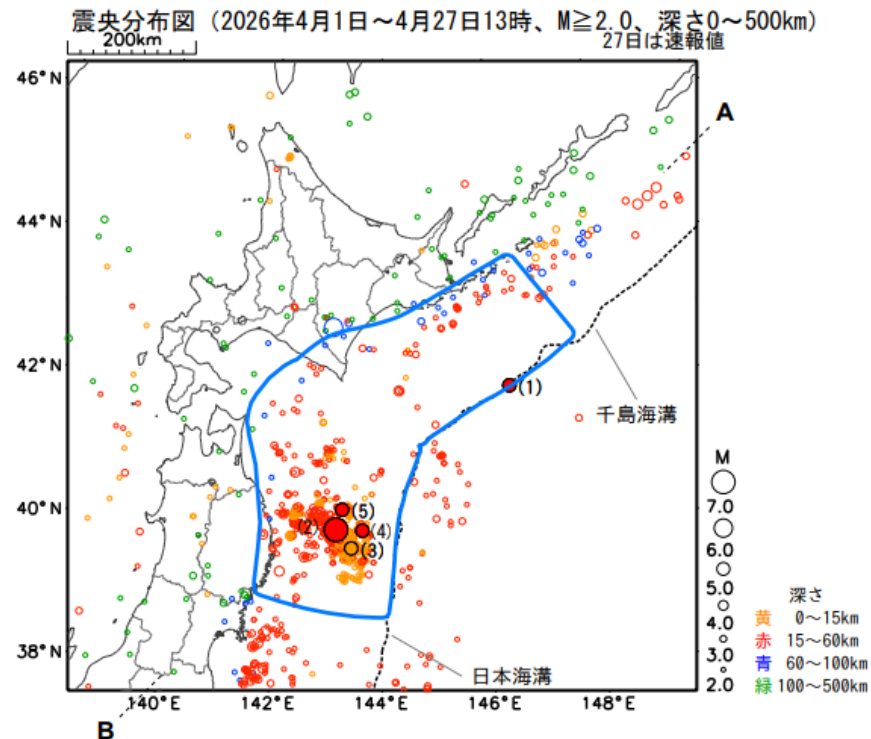 震央分布図（2026年4月1日～4月27日13時、M≧2.0、深さ0～500km）
200km
27日は速報値
46°N
A
44°N
42°N
(1)
千島海溝
M
40°N
(5)
(2)
(4)
(3)
7.0
6.0
5.0
4.0
3.0
2.0
深さ
黄 0～15km
赤 15～60km
青 60～100km
緑 100～500km
38°N
日本海溝
140°E
142°E
144°E
146°E
148°E
B